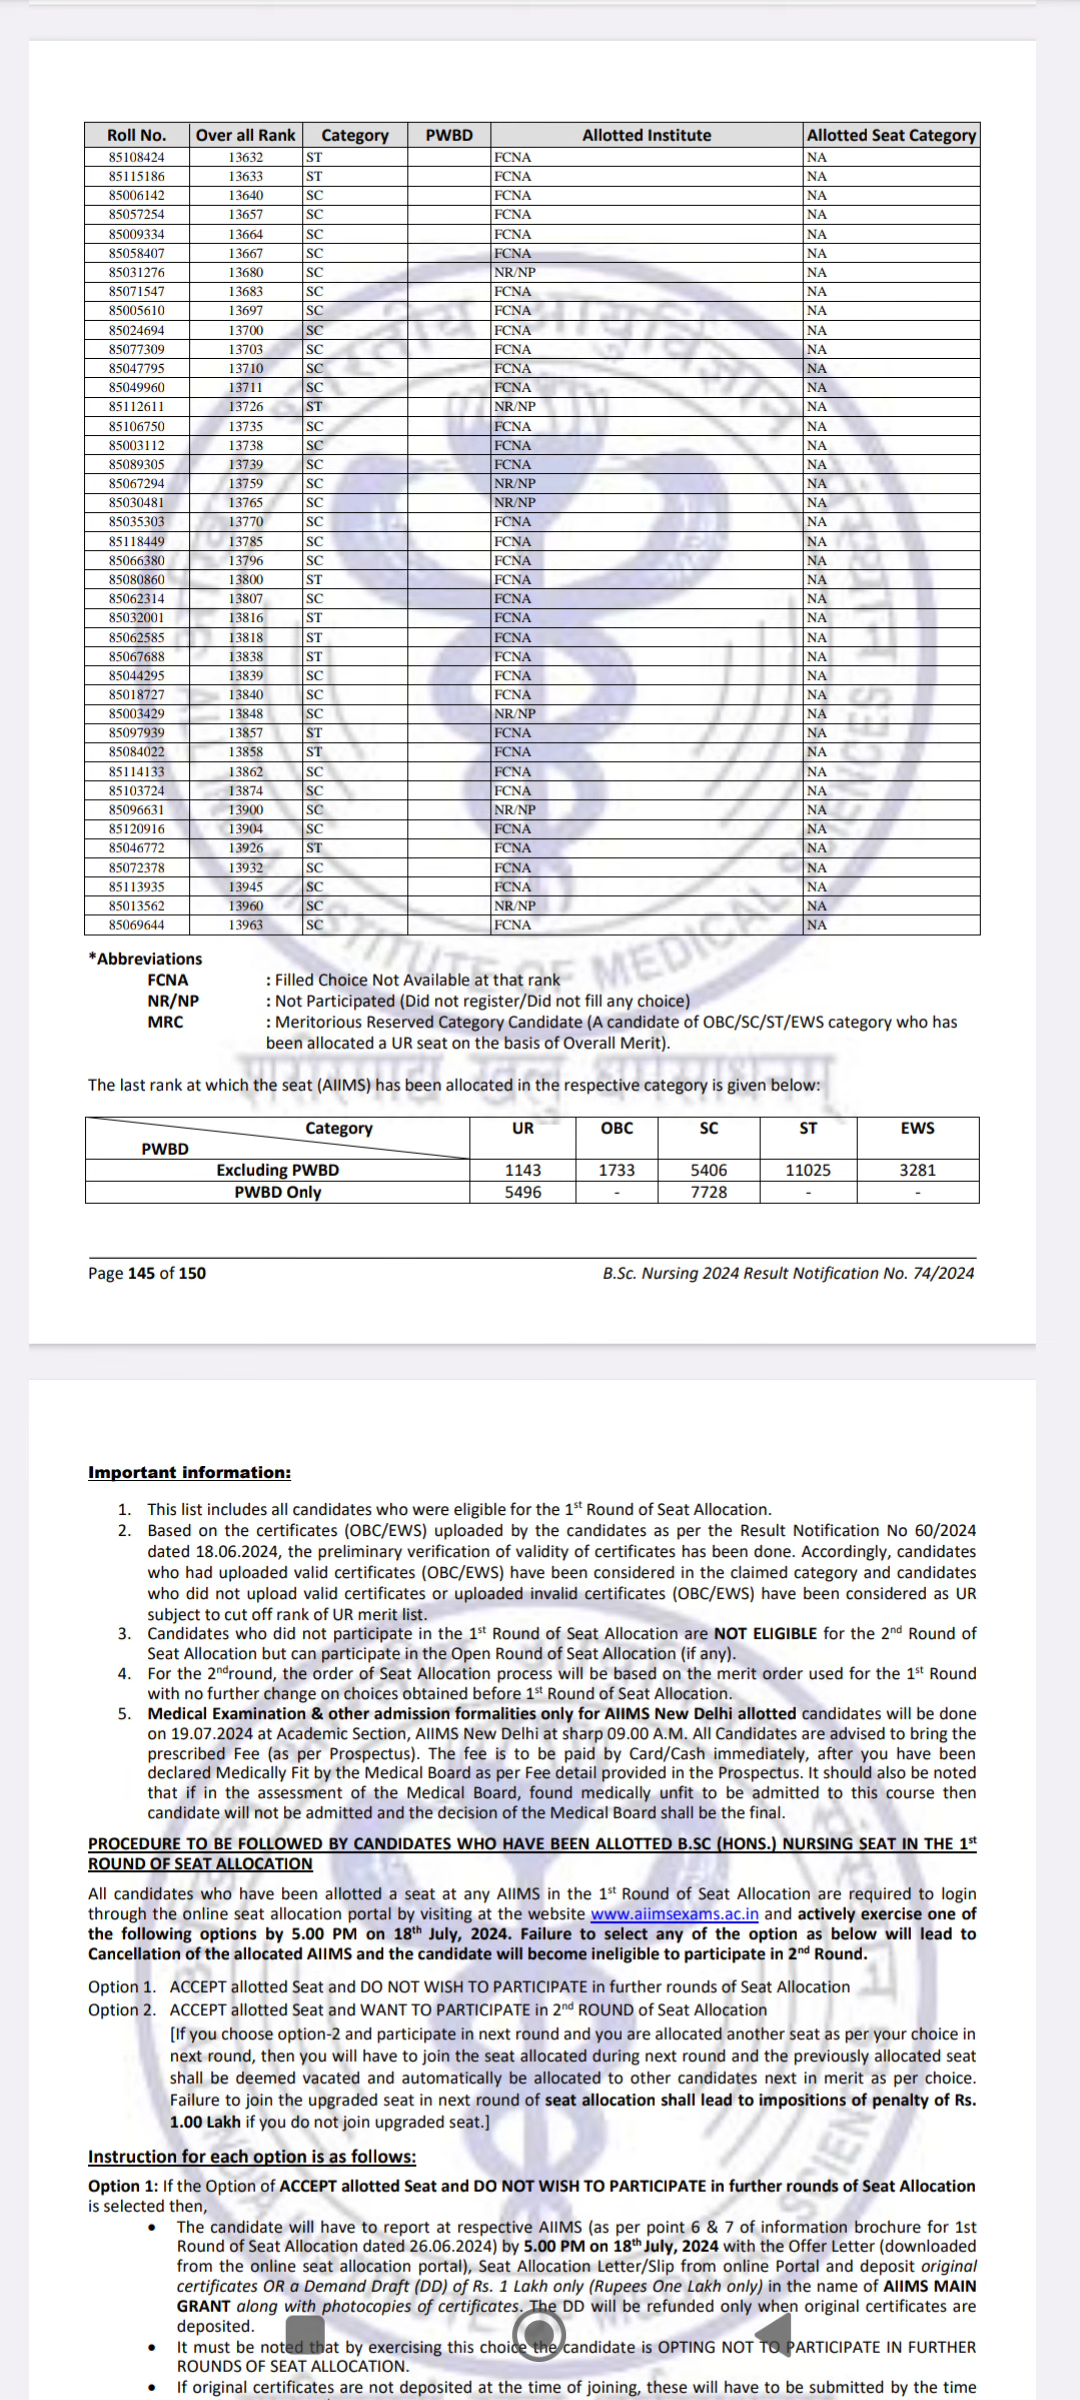 Roll No. Over all Rank Category PWBD Allotted Institute Allotted Seat Category
85108424 13632 ST FCNA NA
85115186 13633 ST FCNA NA
85006142 13640 SC FCNA NA
85057254 13657 SC FCNA NA
85009334 13664 SC FCNA NA
85058407 13667 SC FCNA NA
85031276 13680 SC NR/NP NA
85071547 13683 SC FCNA NA
85005610 13697 SC FCNA NA
85024694 13700 SC FCNA NA
85077309 13703 SC FCNA NA
85047795 13710 SC FCNA NA
85049960 13711 SC FCNA NA
85112611 13726 ST NR/NP NA
85106750 13735 SC FCNA NA
85003112 13738 SC FCNA NA
85089305 13739 SC FCNA NA
85067294 13759 SC NR/NP NA
85030481 13765 SC NR/NP NA
85035303 13770 SC FCNA NA
85118449 13785 SC FCNA NA
85066380 13796 SC FCNA NA
85080860 13800 ST FCNA NA
85062314 13807 SC FCNA NA
85032001 13816 ST FCNA NA
85062585 13818 ST FCNA NA
85067688 13838 ST FCNA NA
85044295 13839 SC FCNA NA
85018727 13840 SC FCNA NA
85003429 13848 SC NR/NP NA
85097939 13857 ST FCNA NA
85084022 13858 ST FCNA NA
85114133 13862 SC FCNA NA
85103724 13874 SC FCNA NA
85096631 13900 SC NR/NP NA
85120916 13904 SC FCNA NA
85046772 13926 ST FCNA NA
85072378 13932 SC FCNA NA
85113935 13945 SC FCNA NA
85013562 13960 SC NR/NP NA
85069644 13963 SC FCNA NA
*Abbreviations
FCNA : Filled Choice Not Available at that rank
NR/NP : Not Participated (Did not register/Did not fill any choice)
MRC : Meritorious Reserved Category Candidate (A candidate of OBC/SC/ST/EWS category who has
been allocated a UR seat on the basis of Overall Merit).
The last rank at which the seat (AIIMS) has been allocated in the respective category is given below:
Category UR OBC SC ST EWS
PWBD
Excluding PWBD 1143 1733 5406 11025 3281
PWBD Only 5496 - 7728 - -
Page 145 of 150 B.Sc. Nursing 2024 Result Notification No. 74/2024
Important information:
1. This list includes all candidates who were eligible for the 1st Round of Seat Allocation.
2. Based on the certificates (OBC/EWS) uploaded by the candidates as per the Result Notification No 60/2024
dated 18.06.2024, the preliminary verification of validity of certificates has been done. Accordingly, candidates
who had uploaded valid certificates (OBC/EWS) have been considered in the claimed category and candidates
who did not upload valid certificates or uploaded invalid certificates (OBC/EWS) have been considered as UR
subject to cut off rank of UR merit list.
3. Candidates who did not participate in the 1st Round of Seat Allocation are NOT ELIGIBLE for the 2nd Round of
Seat Allocation but can participate in the Open Round of Seat Allocation (if any).
4. For the 2ndround, the order of Seat Allocation process will be based on the merit order used for the 1st Round
with no further change on choices obtained before 1st Round of Seat Allocation.
5. Medical Examination & other admission formalities only for AIIMS New Delhi allotted candidates will be done
on 19.07.2024 at Academic Section, AIIMS New Delhi at sharp 09.00 A.M. All Candidates are advised to bring the
prescribed Fee (as per Prospectus). The fee is to be paid by Card/Cash immediately, after you have been
declared Medically Fit by the Medical Board as per Fee detail provided in the Prospectus. It should also be noted
that if in the assessment of the Medical Board, found medically unfit to be admitted to this course then
candidate will not be admitted and the decision of the Medical Board shall be the final.
PROCEDURE TO BE FOLLOWED BY CANDIDATES WHO HAVE BEEN ALLOTTED B.SC (HONS.) NURSING SEAT IN THE 1st
ROUND OF SEAT ALLOCATION
All candidates who have been allotted a seat at any AIIMS in the 1st Round of Seat Allocation are required to login
through the online seat allocation portal by visiting at the website www.aiimsexams.ac.in and actively exercise one of
the following options by 5.00 PM on 18th July, 2024. Failure to select any of the option as below will lead to
Cancellation of the allocated AIIMS and the candidate will become ineligible to participate in 2nd Round.
Option 1. ACCEPT allotted Seat and DO NOT WISH TO PARTICIPATE in further rounds of Seat Allocation
Option 2. ACCEPT allotted Seat and WANT TO PARTICIPATE in 2nd ROUND of Seat Allocation
[If you choose option-2 and participate in next round and you are allocated another seat as per your choice in
next round, then you will have to join the seat allocated during next round and the previously allocated seat
shall be deemed vacated and automatically be allocated to other candidates next in merit as per choice.
Failure to join the upgraded seat in next round of seat allocation shall lead to impositions of penalty of Rs.
1.00 Lakh if you do not join upgraded seat.]
Instruction for each option is as follows:
Option 1: If the Option of ACCEPT allotted Seat and DO NOT WISH TO PARTICIPATE in further rounds of Seat Allocation
is selected then,
• The candidate will have to report at respective AIIMS (as per point 6 & 7 of information brochure for 1st
Round of Seat Allocation dated 26.06.2024) by 5.00 PM on 18th July, 2024 with the Offer Letter (downloaded
from the online seat allocation portal), Seat Allocation Letter/Slip from online Portal and deposit original
certificates OR a Demand Draft (DD) of Rs. 1 Lakh only (Rupees One Lakh only) in the name of AIIMS MAIN
GRANT along with photocopies of certificates. The DD will be refunded only when original certificates are
deposited.
• It must be noted that by exercising this choice the candidate is OPTING NOT TO PARTICIPATE IN FURTHER
ROUNDS OF SEAT ALLOCATION.
• If original certificates are not deposited at the time of joining, these will have to be submitted by the time